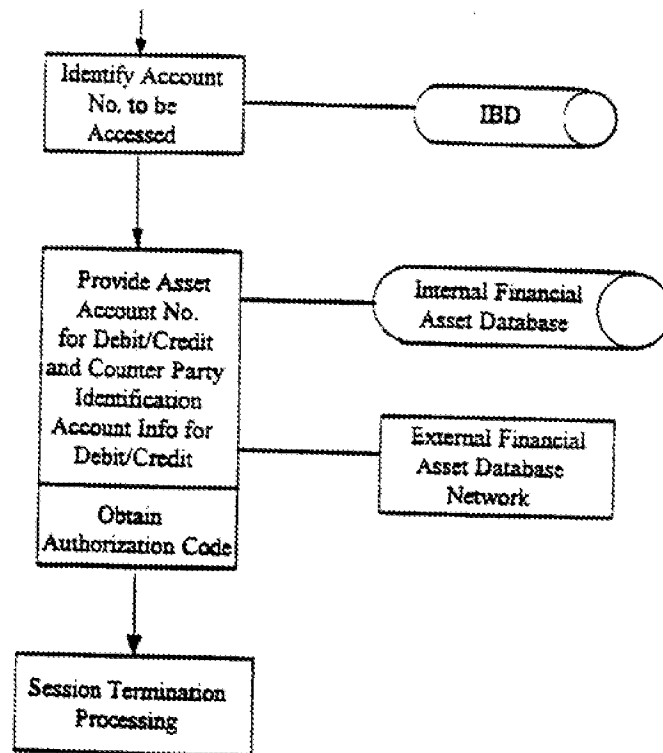 Identify Account
No. to be
Accessed
IBD
Provide Asset
Account No.
for Debit/Credit
and Counter Party
Identification
Account Info for
Debit/Credit
Internal Financial
Asset Database
External Financial
Asset Database
Network
Obtain
Authorization Code
Session Termination
Processing